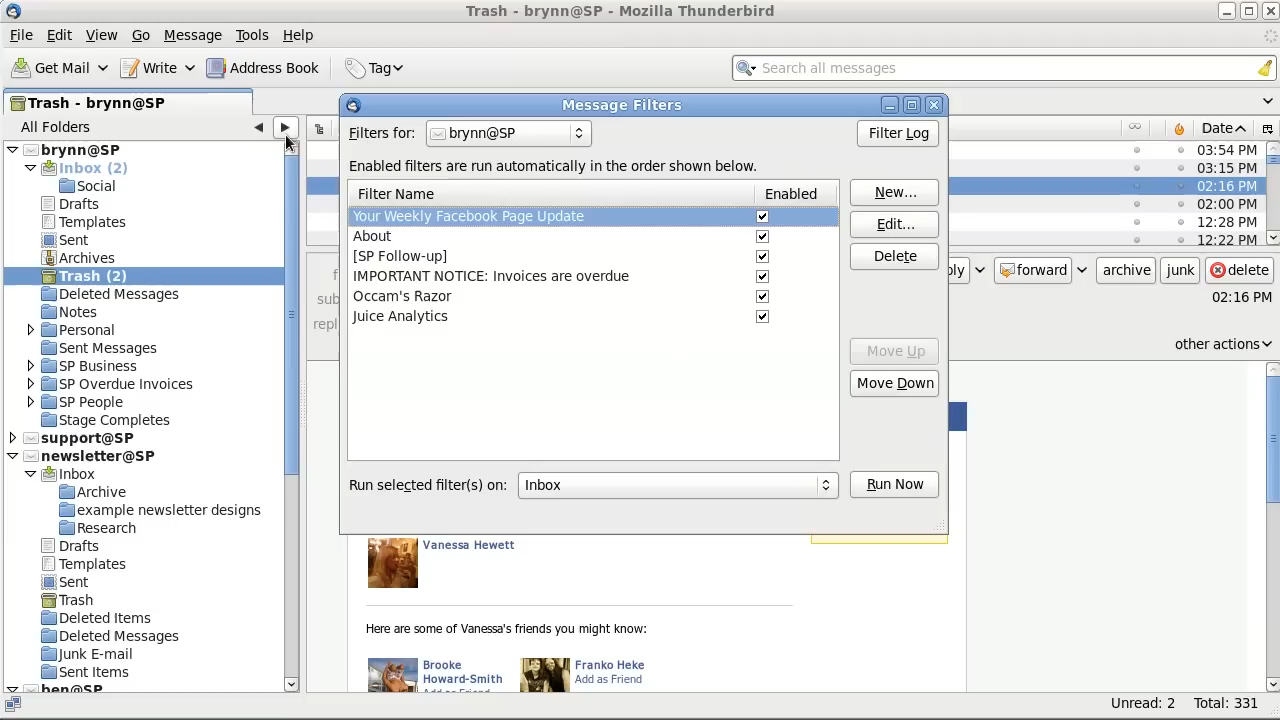 Trash - brynn@SP - Mozilla Thunderbird
File Edit View Go Message Tools Help
Get Mail Write Address Book Tag Search all messages
Trash - brynn@SP
All Folders
brynn@SP
Inbox (2)
Social
Drafts
Templates
Sent
Archives
Trash (2)
Deleted Messages
Notes
Personal
Sent Messages
SP Business
SP Overdue Invoices
SP People
Stage Completes
support@SP
newsletter@SP
Inbox
Archive
example newsletter designs
Research
Drafts
Templates
Sent
Trash
Deleted Items
Deleted Messages
Junk E-mail
Sent Items
ben@SP
Message Filters
Filters for: brynn@SP Filter Log
Enabled filters are run automatically in the order shown below.
Filter Name Enabled
Your Weekly Facebook Page Update
About
[SP Follow-up]
IMPORTANT NOTICE: Invoices are overdue
Occam's Razor
Juice Analytics
New...
Edit...
Delete
Move Up
Move Down
Run selected filter(s) on: Inbox Run Now
Date
03:54 PM
03:15 PM
02:16 PM
02:00 PM
12:28 PM
12:22 PM
forward archive junk delete
02:16 PM
other actions
Vanessa Hewett
Here are some of Vanessa's friends you might know:
Brooke
Howard-Smith
Add as Friend
Franko Heke
Add as Friend
Unread: 2 Total: 331